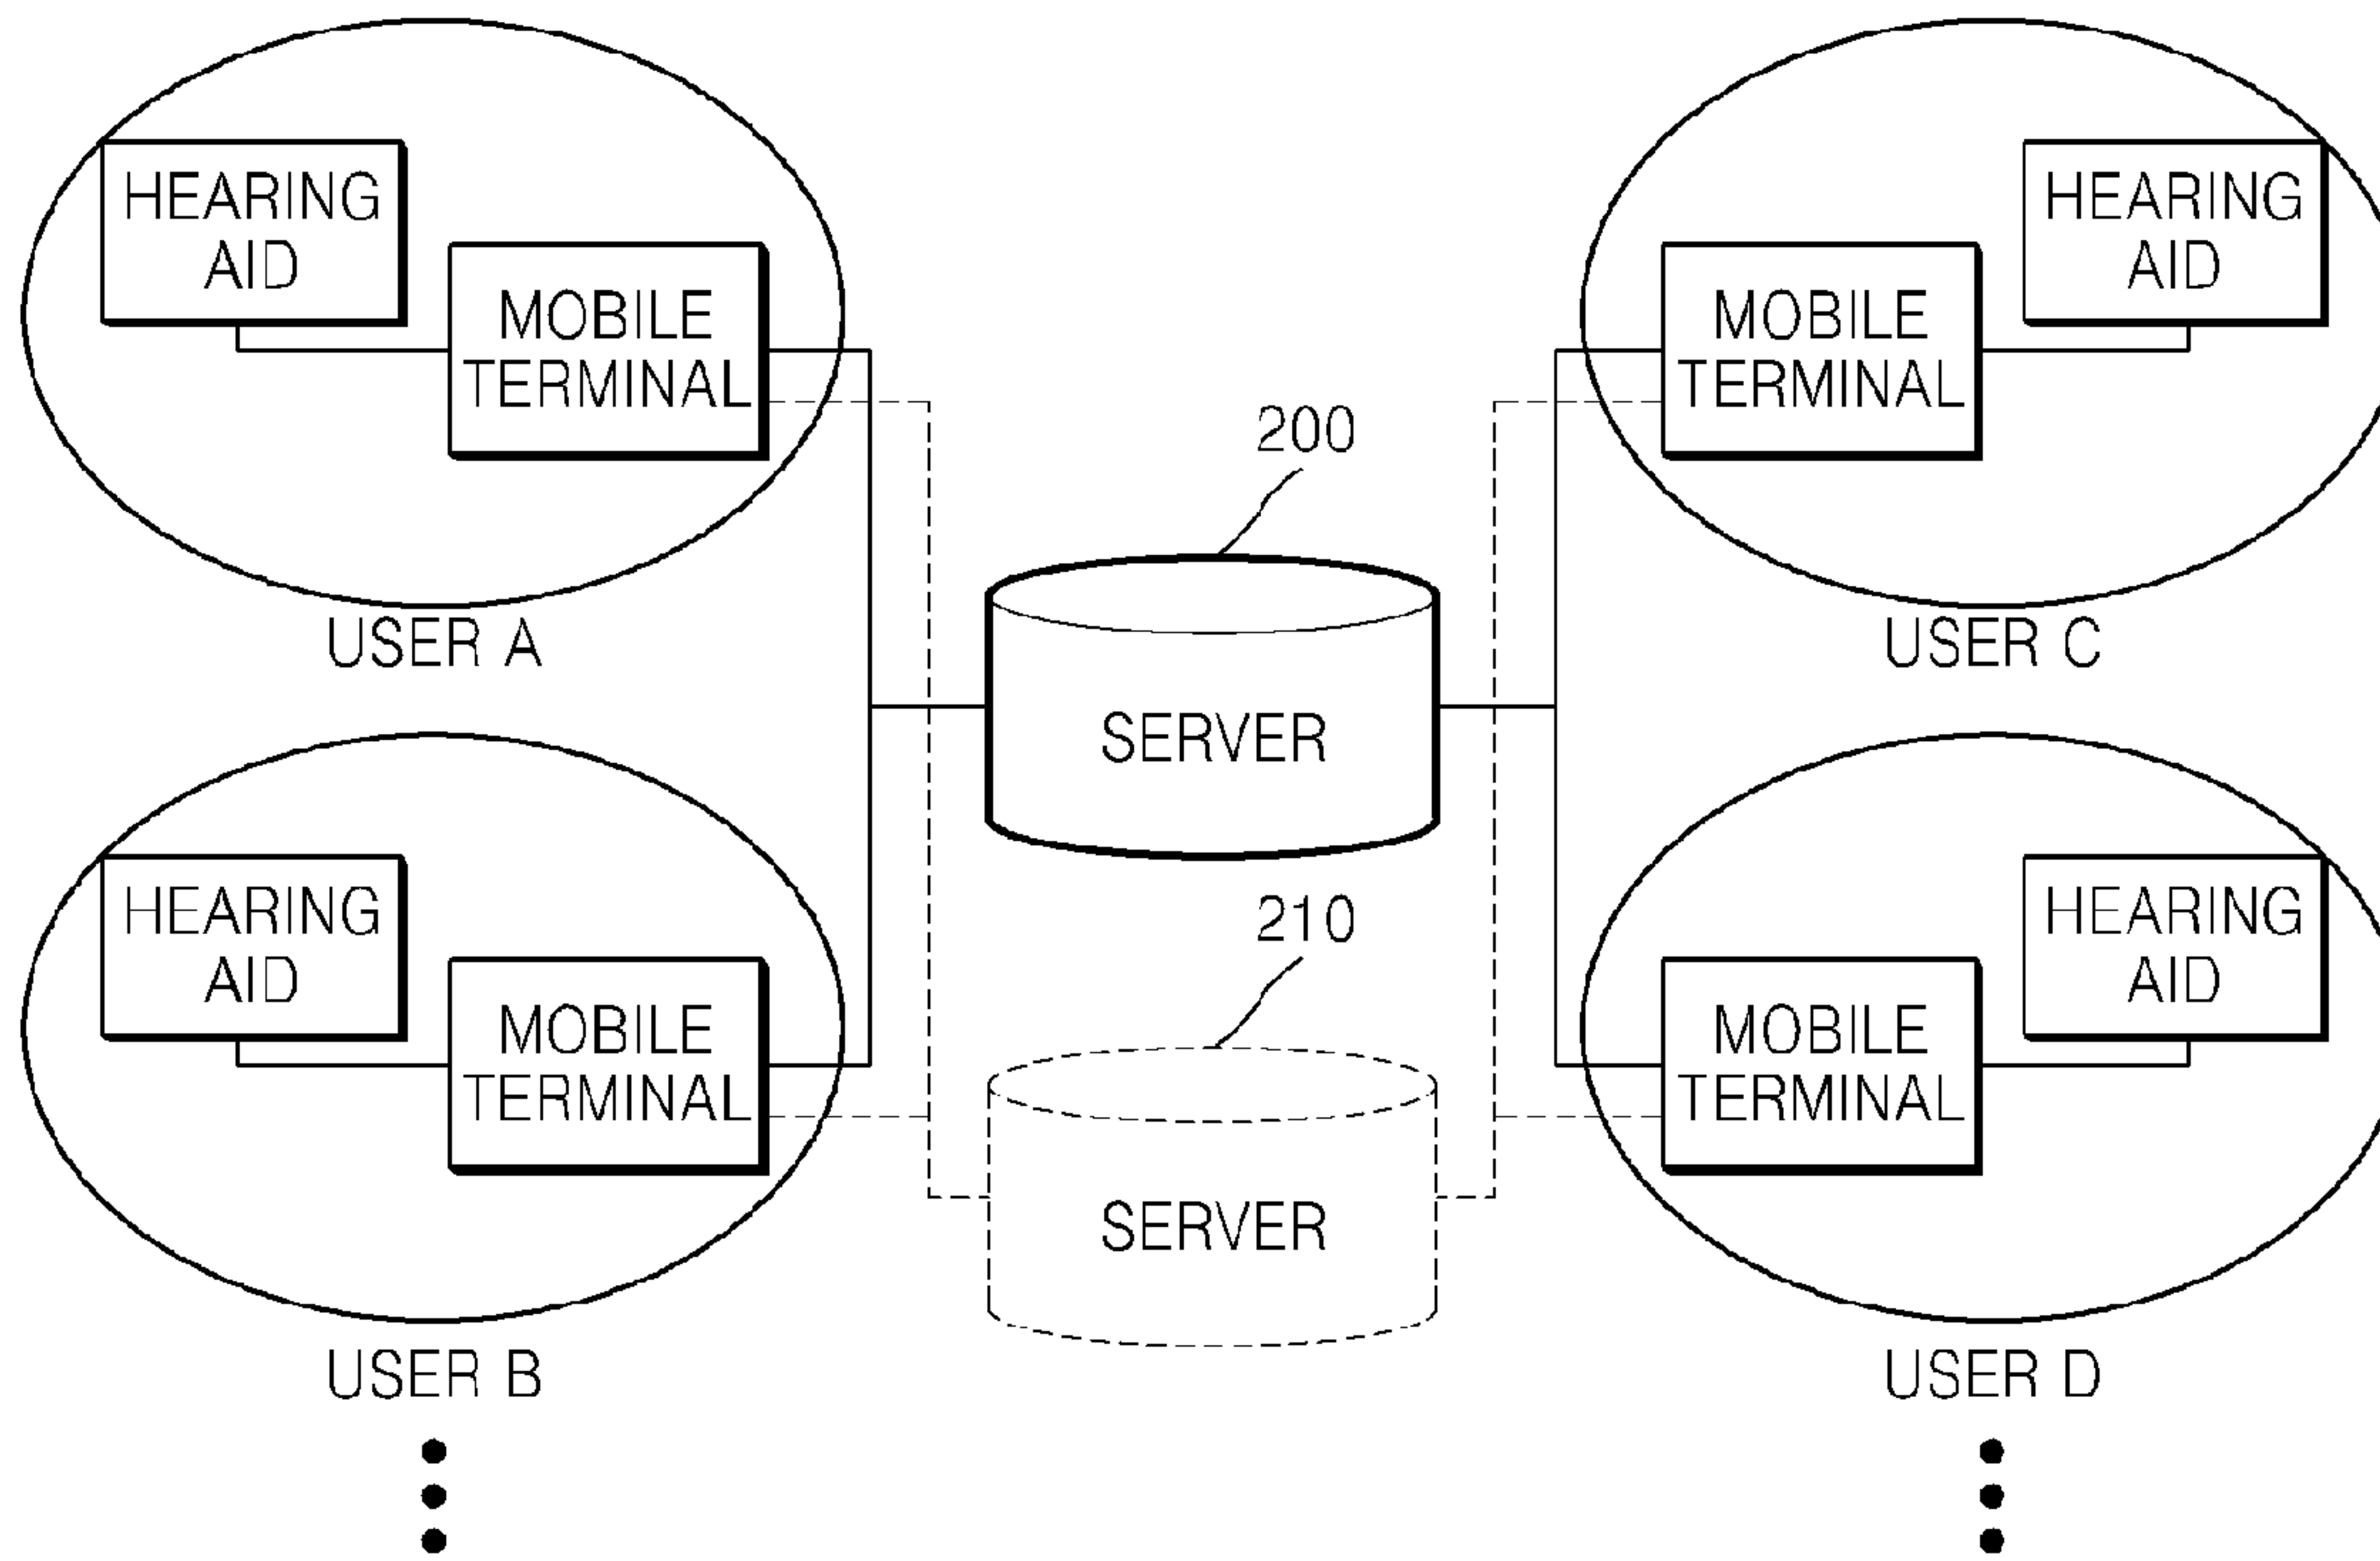 HEARING
AID
MOBILE
TERMINAL
USER A
HEARING
AID
MOBILE
TERMINAL
USER B
200
SERVER
210
SERVER
HEARING
AID
MOBILE
TERMINAL
USER C
HEARING
AID
MOBILE
TERMINAL
USER D